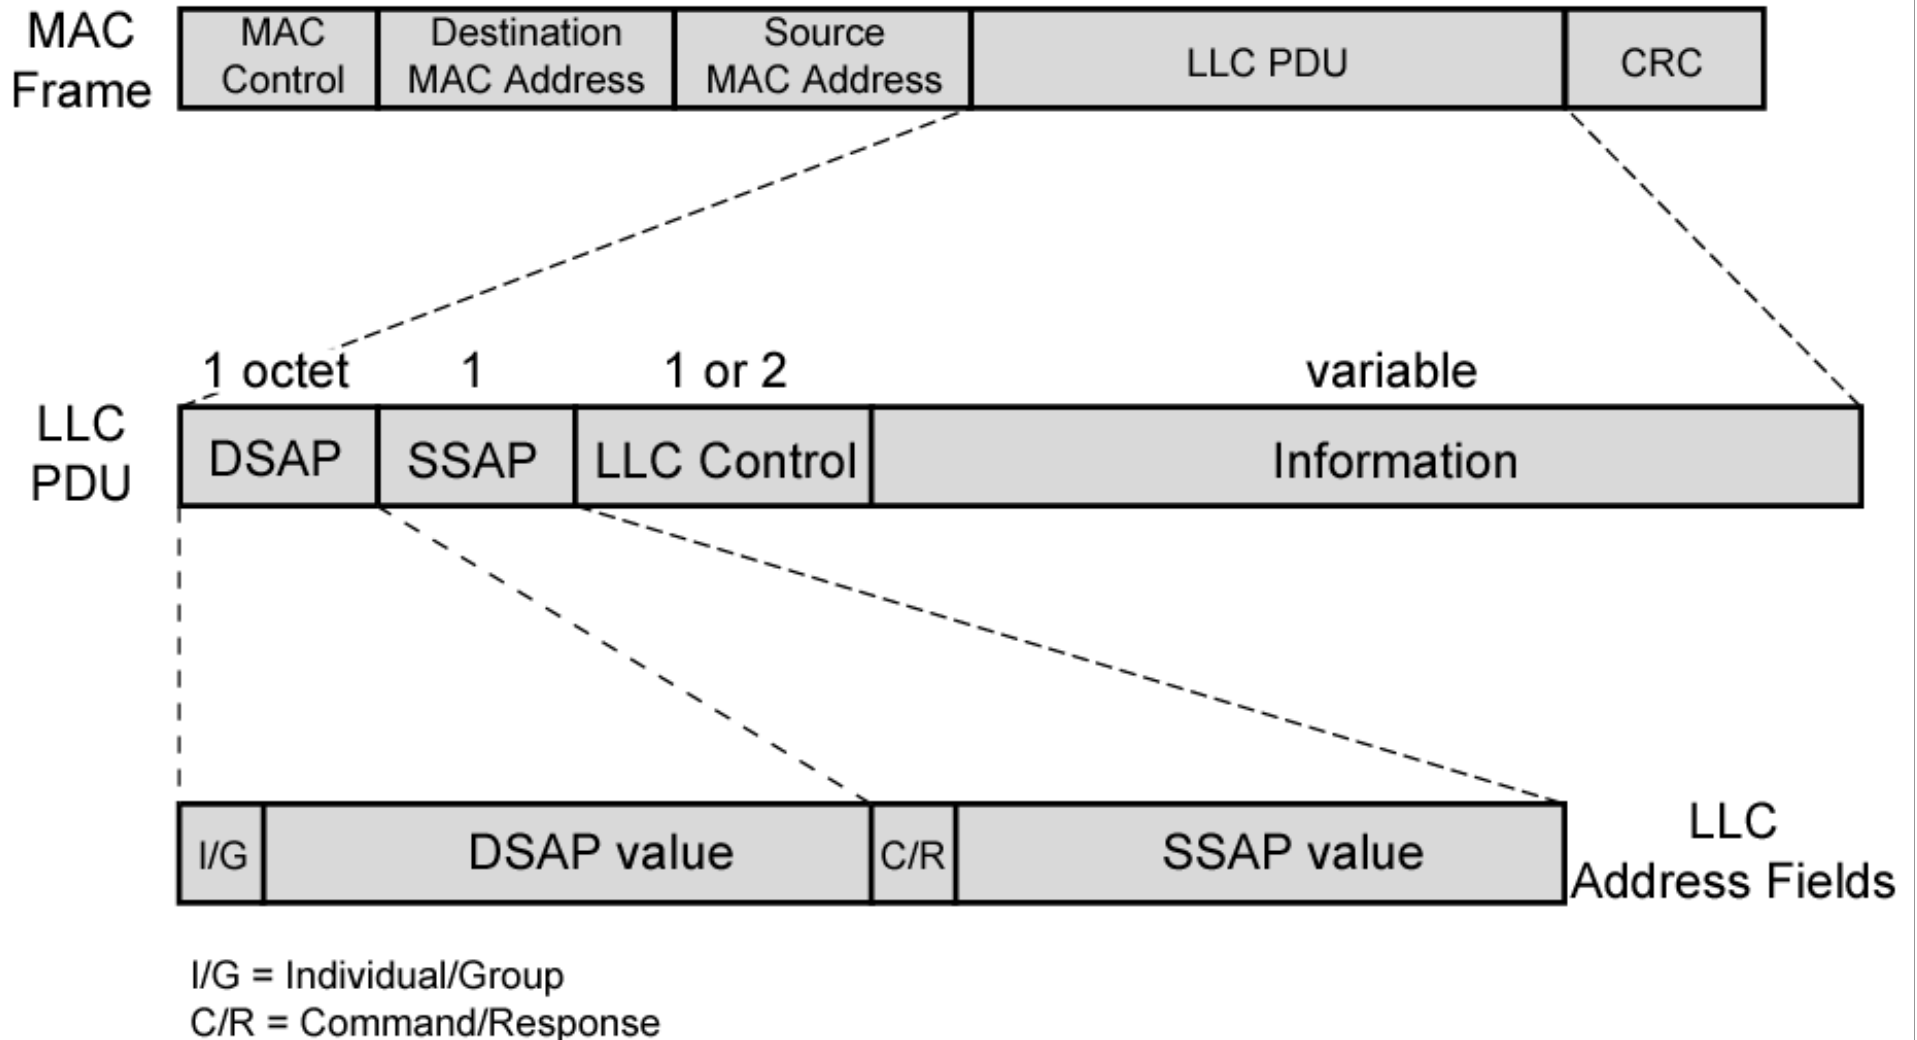 MAC
Frame
MAC
Control
Destination
MAC Address
Source
MAC Address
LLC PDU
CRC
1 octet
1
1 or 2
variable
LLC
PDU
DSAP
SSAP
LLC Control
Information
I/G
DSAP value
C/R
SSAP value
LLC
Address Fields
I/G = Individual/Group
C/R = Command/Response